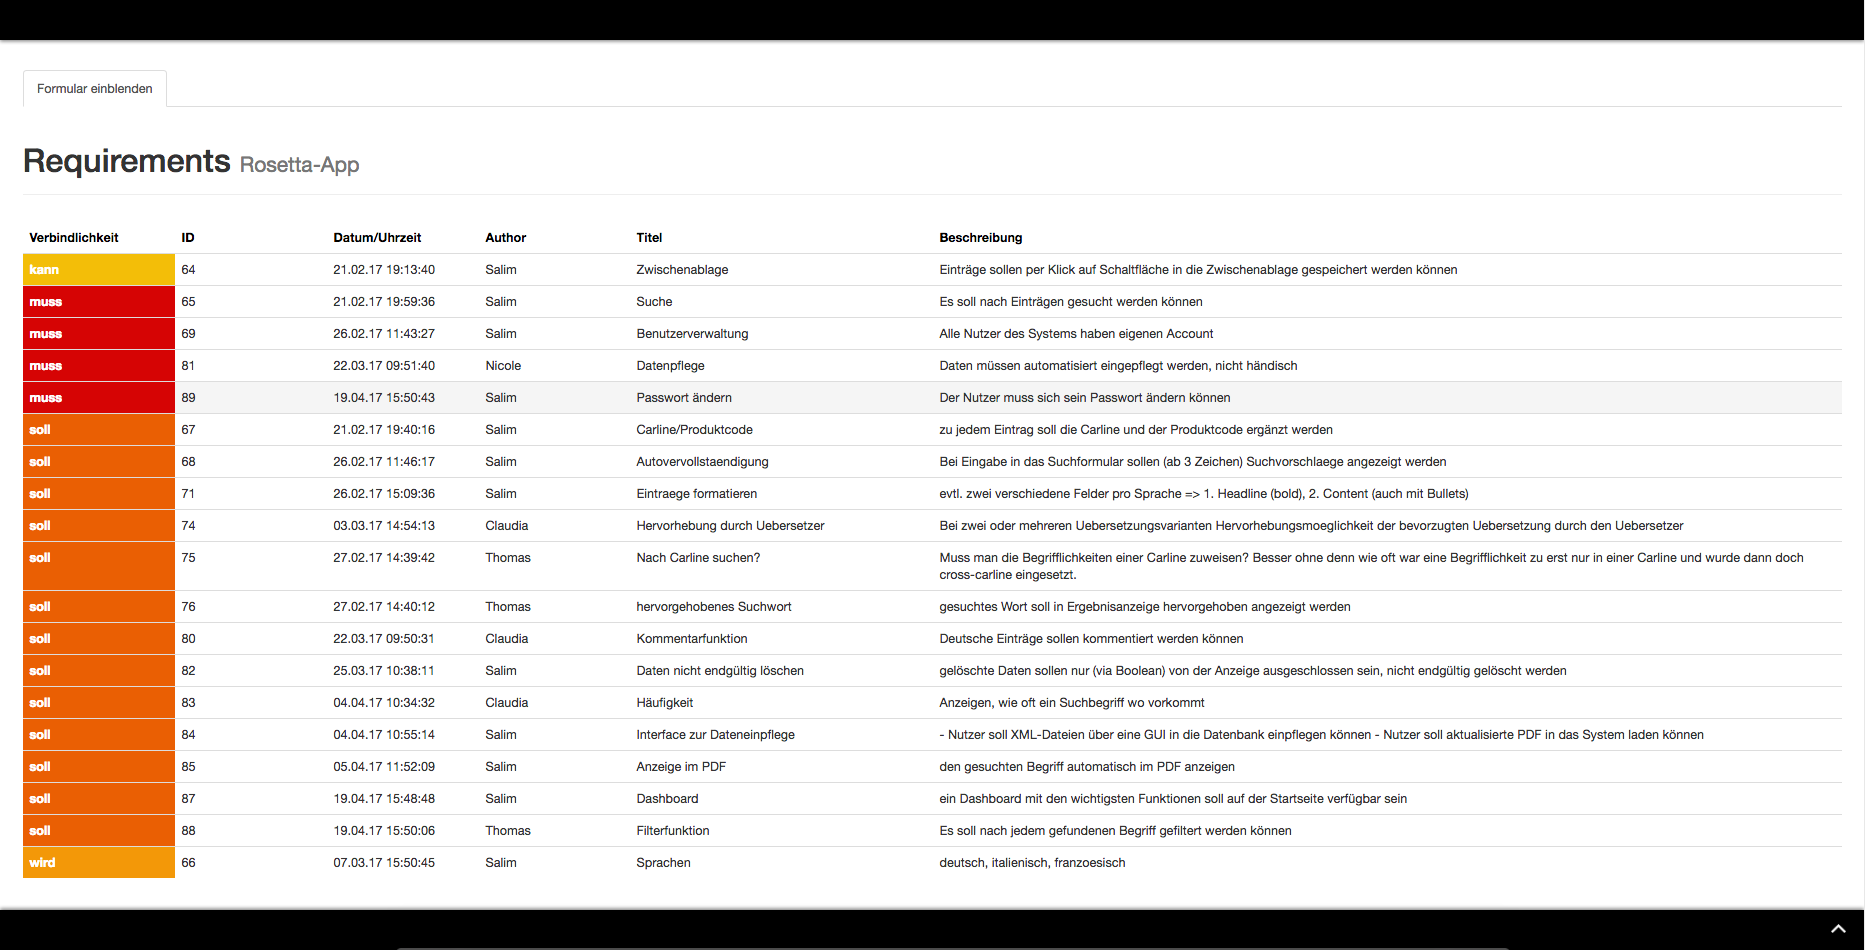 Formular einblenden
Requirements Rosetta-App
Verbindlichkeit ID Datum/Uhrzeit Author Titel Beschreibung
kann 64 21.02.17 19:13:40 Salim Zwischenablage Einträge sollen per Klick auf Schaltfläche in die Zwischenablage gespeichert werden können
muss 65 21.02.17 19:59:36 Salim Suche Es soll nach Einträgen gesucht werden können
muss 69 26.02.17 11:43:27 Salim Benutzerverwaltung Alle Nutzer des Systems haben eigenen Account
muss 81 22.03.17 09:51:40 Nicole Datenpflege Daten müssen automatisiert eingepflegt werden, nicht händisch
muss 89 19.04.17 15:50:43 Salim Passwort ändern Der Nutzer muss sich sein Passwort ändern können
soll 67 21.02.17 19:40:16 Salim Carline/Produktcode zu jedem Eintrag soll die Carline und der Produktcode ergänzt werden
soll 68 26.02.17 11:46:17 Salim Autovervollstaendigung Bei Eingabe in das Suchformular sollen (ab 3 Zeichen) Suchvorschlaege angezeigt werden
soll 71 26.02.17 15:09:36 Salim Eintraege formatieren evtl. zwei verschiedene Felder pro Sprache => 1. Headline (bold), 2. Content (auch mit Bullets)
soll 74 03.03.17 14:54:13 Claudia Hervorhebung durch Uebersetzer Bei zwei oder mehreren Uebersetzungsvarianten Hervorhebungsmoeglichkeit der bevorzugten Uebersetzung durch den Uebersetzer
soll 75 27.02.17 14:39:42 Thomas Nach Carline suchen? Muss man die Begrifflichkeiten einer Carline zuweisen? Besser ohne denn wie oft war eine Begrifflichkeit zu erst nur in einer Carline und wurde dann doch
cross-carline eingesetzt.
soll 76 27.02.17 14:40:12 Thomas hervorgehobenes Suchwort gesuchtes Wort soll in Ergebnisanzeige hervorgehoben angezeigt werden
soll 80 22.03.17 09:50:31 Claudia Kommentarfunktion Deutsche Einträge sollen kommentiert werden können
soll 82 25.03.17 10:38:11 Salim Daten nicht endgültig löschen gelöschte Daten sollen nur (via Boolean) von der Anzeige ausgeschlossen sein, nicht endgültig gelöscht werden
soll 83 04.04.17 10:34:32 Claudia Häufigkeit Anzeigen, wie oft ein Suchbegriff wo vorkommt
soll 84 04.04.17 10:55:14 Salim Interface zur Dateneinpflege - Nutzer soll XML-Dateien über eine GUI in die Datenbank einpflegen können - Nutzer soll aktualisierte PDF in das System laden können
soll 85 05.04.17 11:52:09 Salim Anzeige im PDF den gesuchten Begriff automatisch im PDF anzeigen
soll 87 19.04.17 15:48:48 Salim Dashboard ein Dashboard mit den wichtigsten Funktionen soll auf der Startseite verfügbar sein
soll 88 19.04.17 15:50:06 Thomas Filterfunktion Es soll nach jedem gefundenen Begriff gefiltert werden können
wird 66 07.03.17 15:50:45 Salim Sprachen deutsch, italienisch, franzoesisch